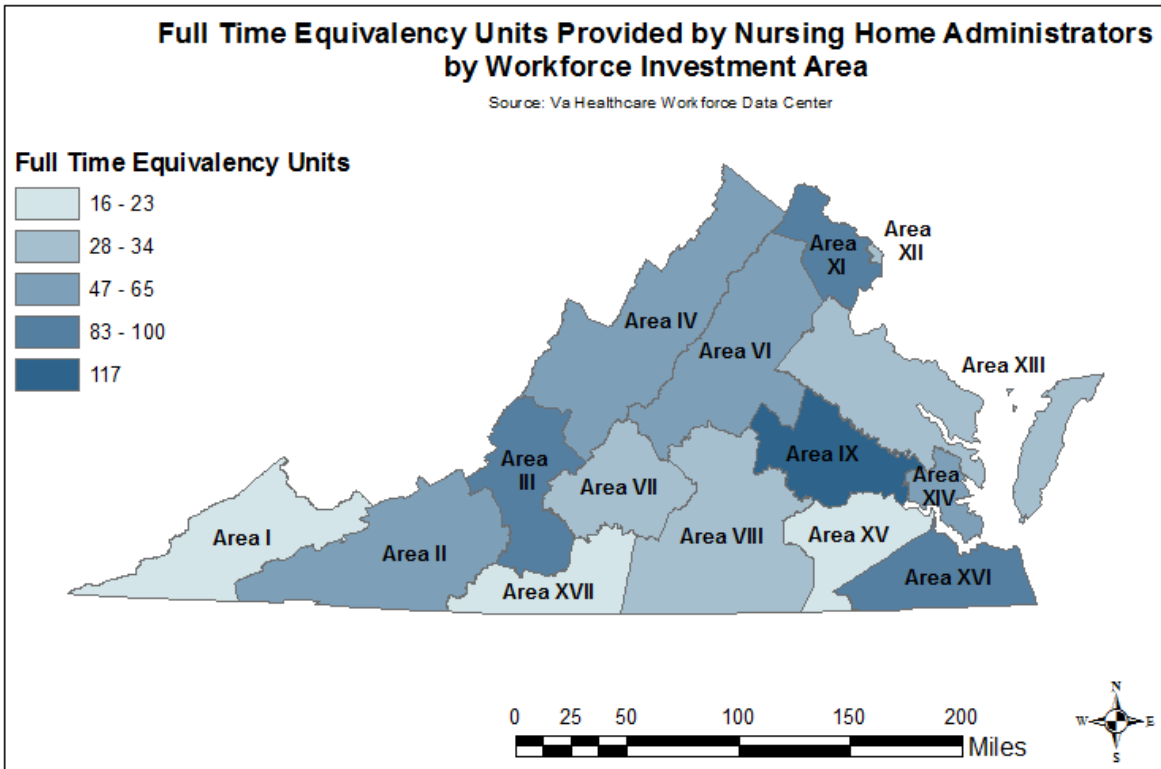 Full Time Equivalency Units Provided by Nursing Home Administrators
by Workforce Investment Area
Source: Va Healthcare Workforce Data Center
Full Time Equivalency Units
16 - 23
28 - 34
47 - 65
83 - 100
117
Area
XII
Area
XI
Area IV
Area VI
Area XIII
Area IX
Area
III
Area VII
Area
XIV
Area I
Area II
Area VIII
Area XV
Area XVII
Area XVI
0 25 50 100 150 200
Miles
N
W E
S